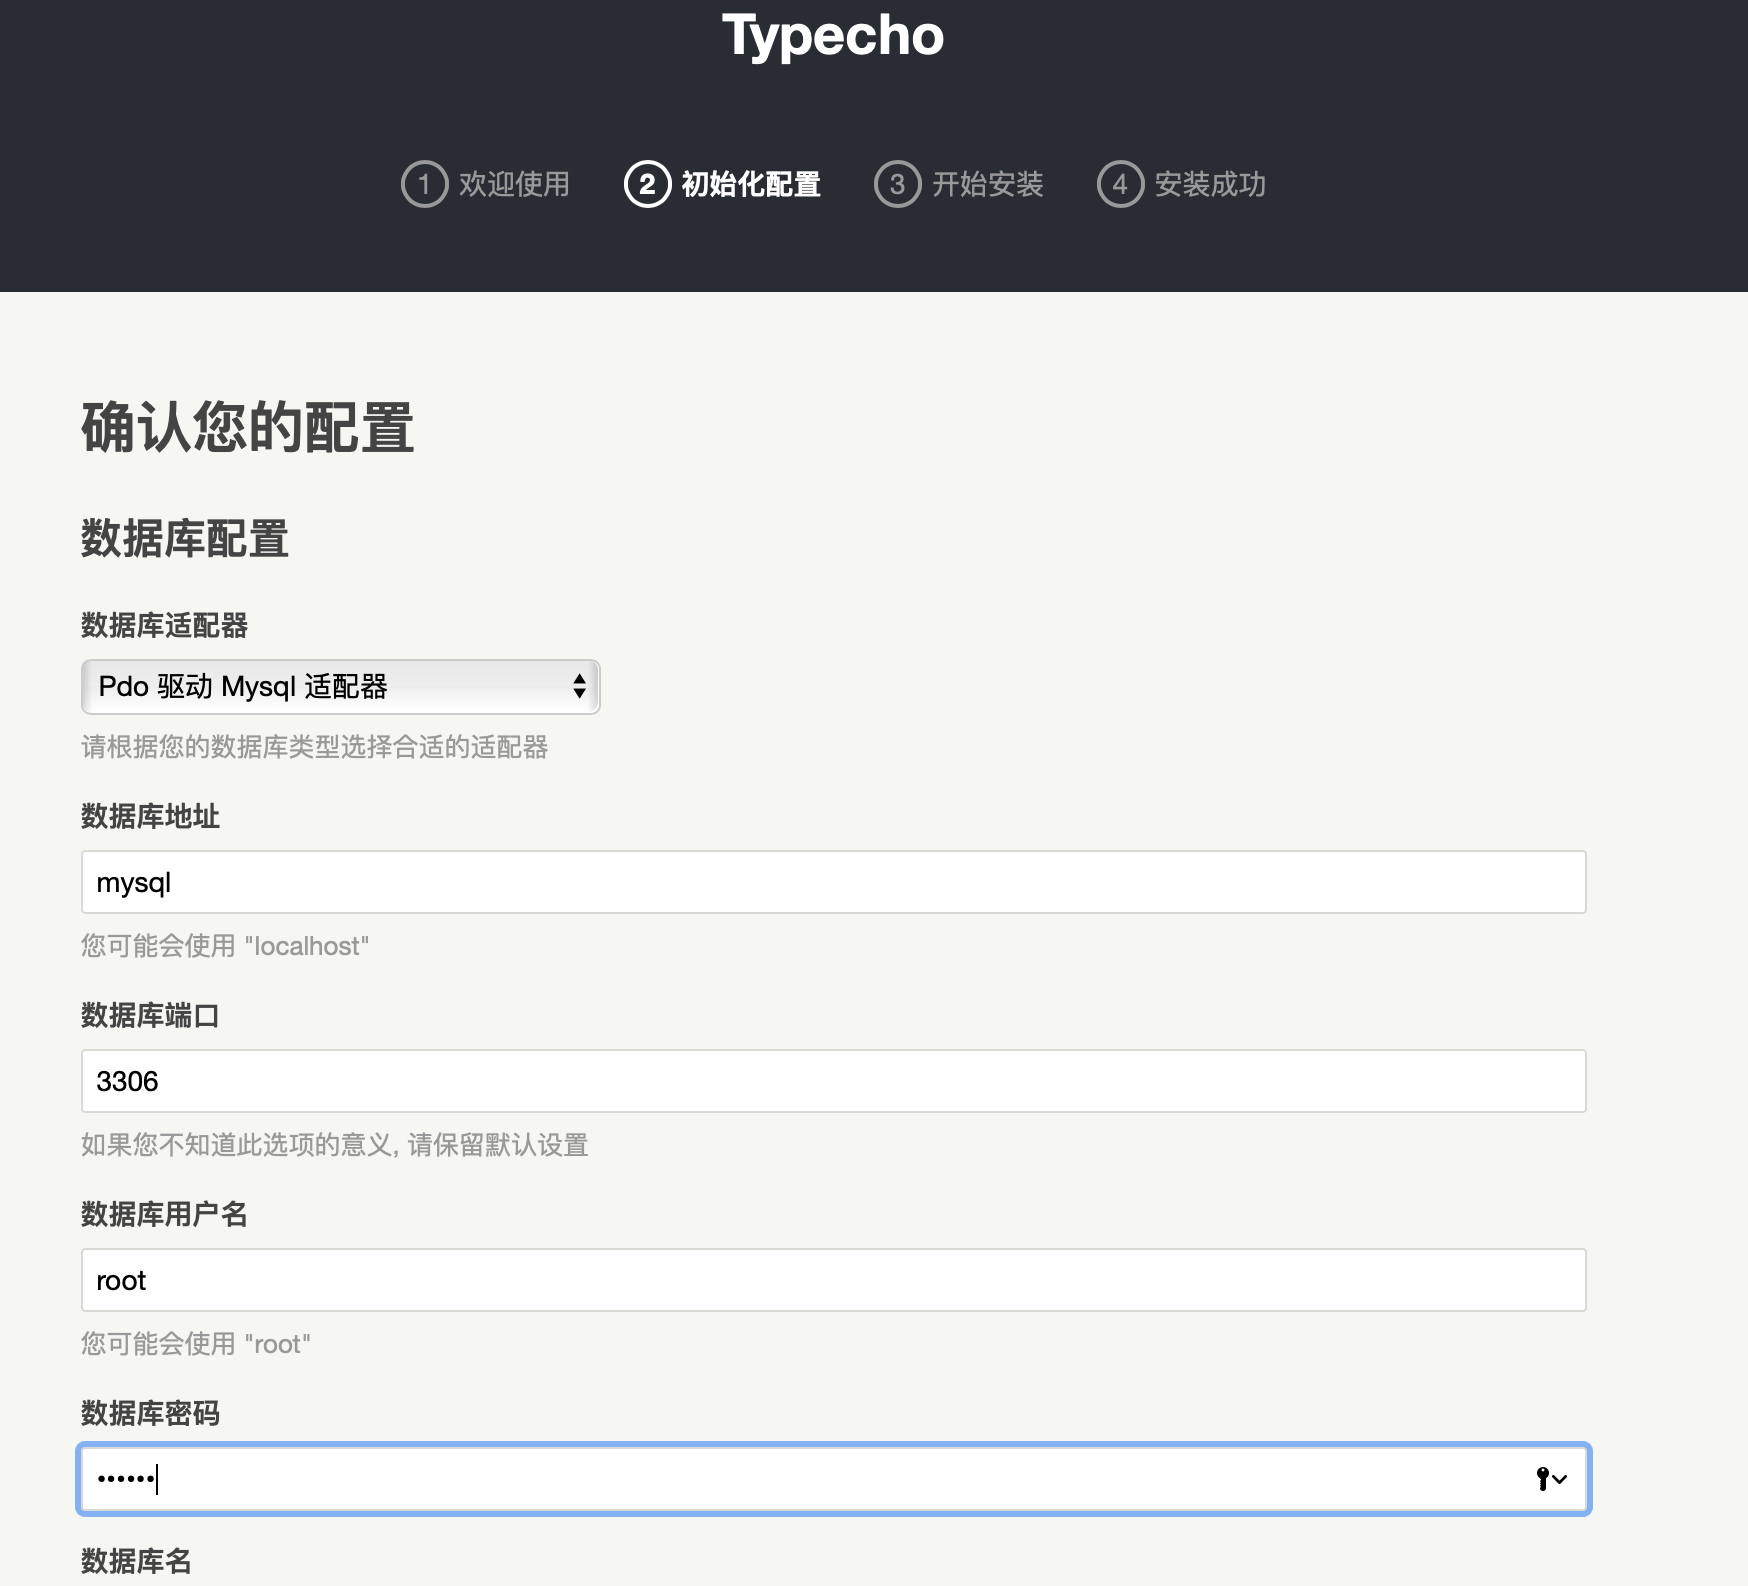 Typecho
1 欢迎使用 2 初始化配置 3 开始安装 4 安装成功
确认您的配置
数据库配置
数据库适配器
Pdo 驱动 Mysql 适配器
请根据您的数据库类型选择合适的适配器
数据库地址
mysql
您可能会使用 "localhost"
数据库端口
3306
如果您不知道此选项的意义, 请保留默认设置
数据库用户名
root
您可能会使用 "root"
数据库密码
••••••
数据库名